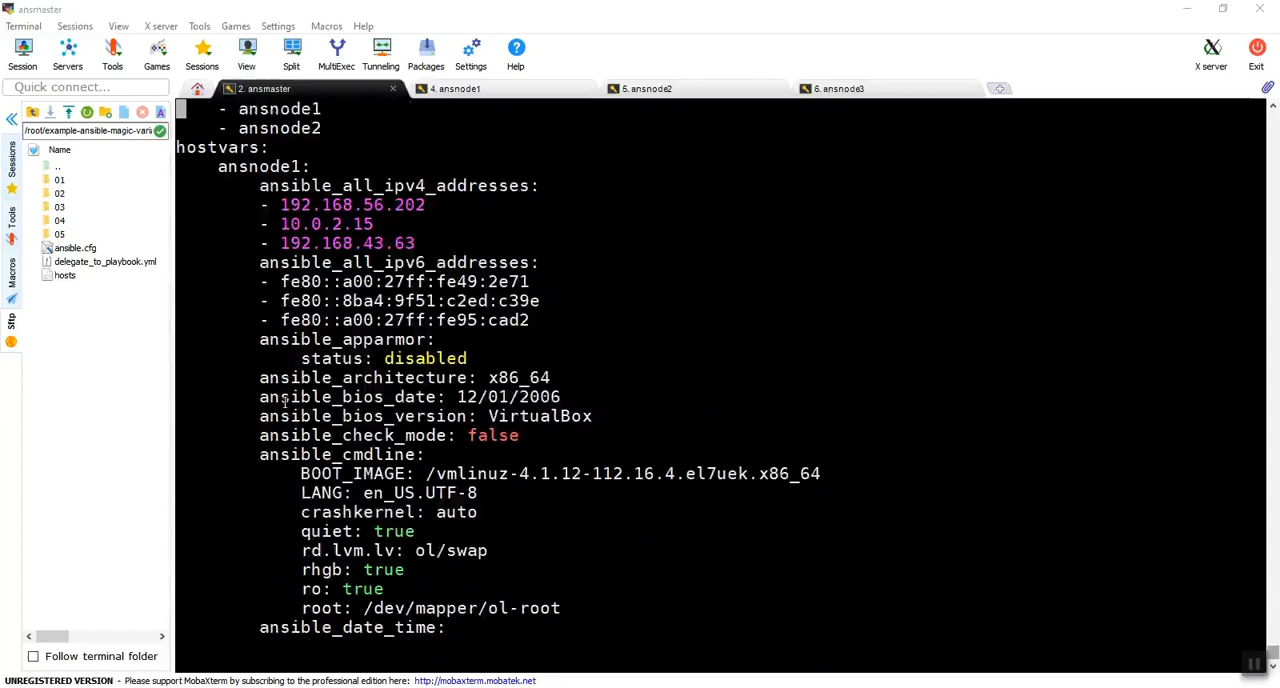 ansrmaster
Terminal Sessions View X server Tools Games Settings Macros Help
Session Servers Tools Games Sessions View Split MultiExec Tunneling Packages Settings Help X server Exit
Quick connect...
2. ansmaster
4. ansnode1
5. ansnode2
6. ansnode3
/root/example-ansible-magic-vari
Name
..
01
02
03
04
05
ansible.cfg
delegate_to_playbook.yml
hosts
Sessions
Tools
Macros
Sftp
- ansnode1
- ansnode2
hostvars:
ansnode1:
ansible_all_ipv4_addresses:
- 192.168.56.202
- 10.0.2.15
- 192.168.43.63
ansible_all_ipv6_addresses:
- fe80::a00:27ff:fe49:2e71
- fe80::8ba4:9f51:c2ed:c39e
- fe80::a00:27ff:fe95:cad2
ansible_apparmor:
status: disabled
ansible_architecture: x86_64
ansible_bios_date: 12/01/2006
ansible_bios_version: VirtualBox
ansible_check_mode: false
ansible_cmdline:
BOOT_IMAGE: /vmlinuz-4.1.12-112.16.4.el7uek.x86_64
LANG: en_US.UTF-8
crashkernel: auto
quiet: true
rd.lvm.lv: ol/swap
rhgb: true
ro: true
root: /dev/mapper/ol-root
ansible_date_time:
Follow terminal folder
UNREGISTERED VERSION - Please support MobaXterm by subscribing to the professional edition here: http://mobaxterm.mobatek.net